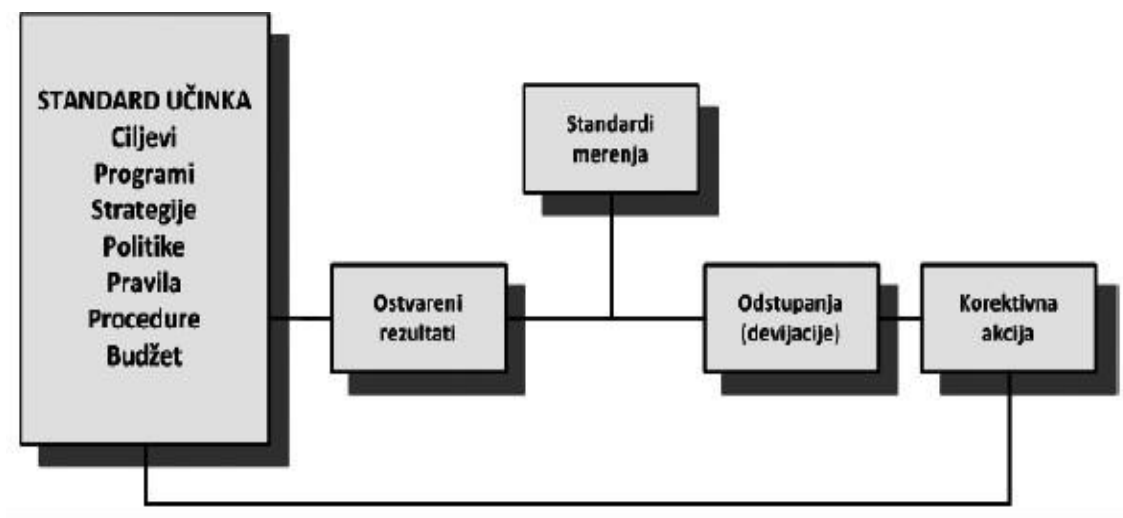 STANDARD UČINKA
Ciljevi
Programi
Strategije
Politike
Pravila
Procedure
Budžet
Ostvareni
rezultati
Standardi
merenja
Odstupanja
(devijacije)
Korektivna
akcija